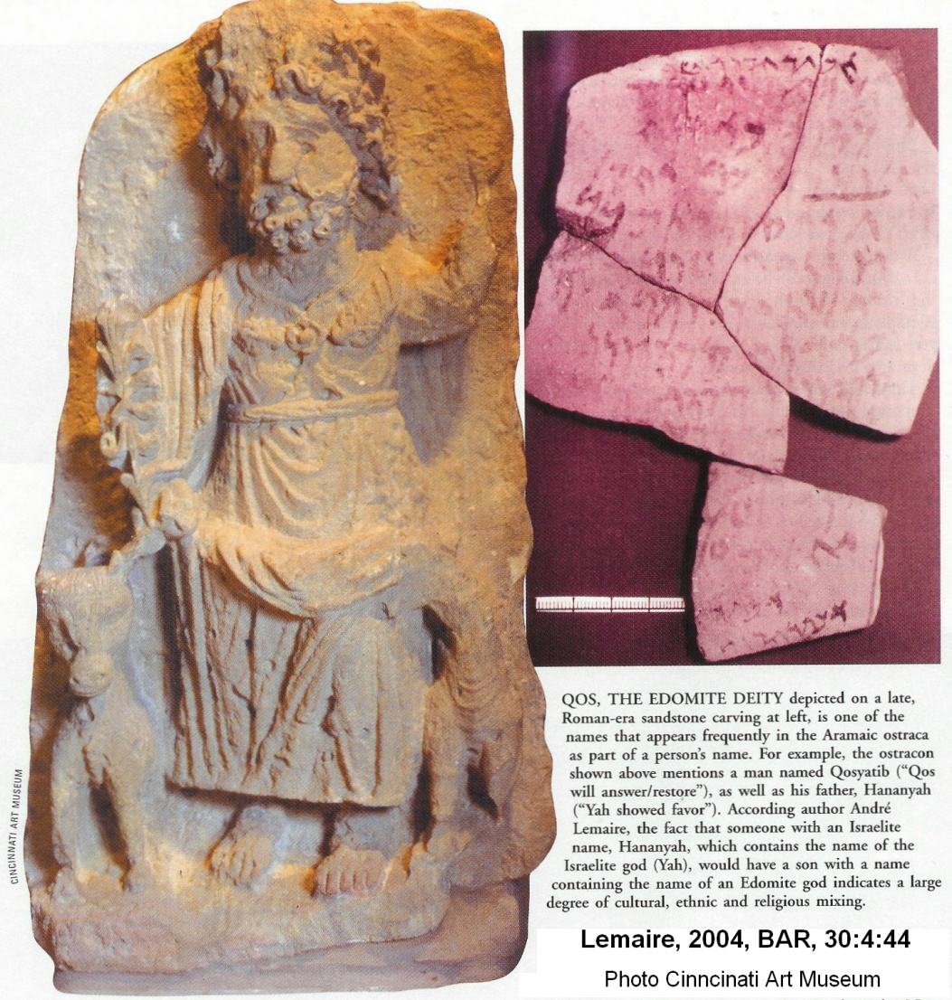 CINCINNATI ART MUSEUM
QOS, THE EDOMITE DEITY depicted on a late,
Roman-era sandstone carving at left, is one of the
names that appears frequently in the Aramaic ostraca
as part of a person's name. For example, the ostracon
shown above mentions a man named Qosyatib ("Qos
will answer/restore"), as well as his father, Hananyah
("Yah showed favor"). According author André
Lemaire, the fact that someone with an Israelite
name, Hananyah, which contains the name of the
Israelite god (Yah), would have a son with a name
containing the name of an Edomite god indicates a large
degree of cultural, ethnic and religious mixing.
Lemaire, 2004, BAR, 30:4:44
Photo Cinncinati Art Museum